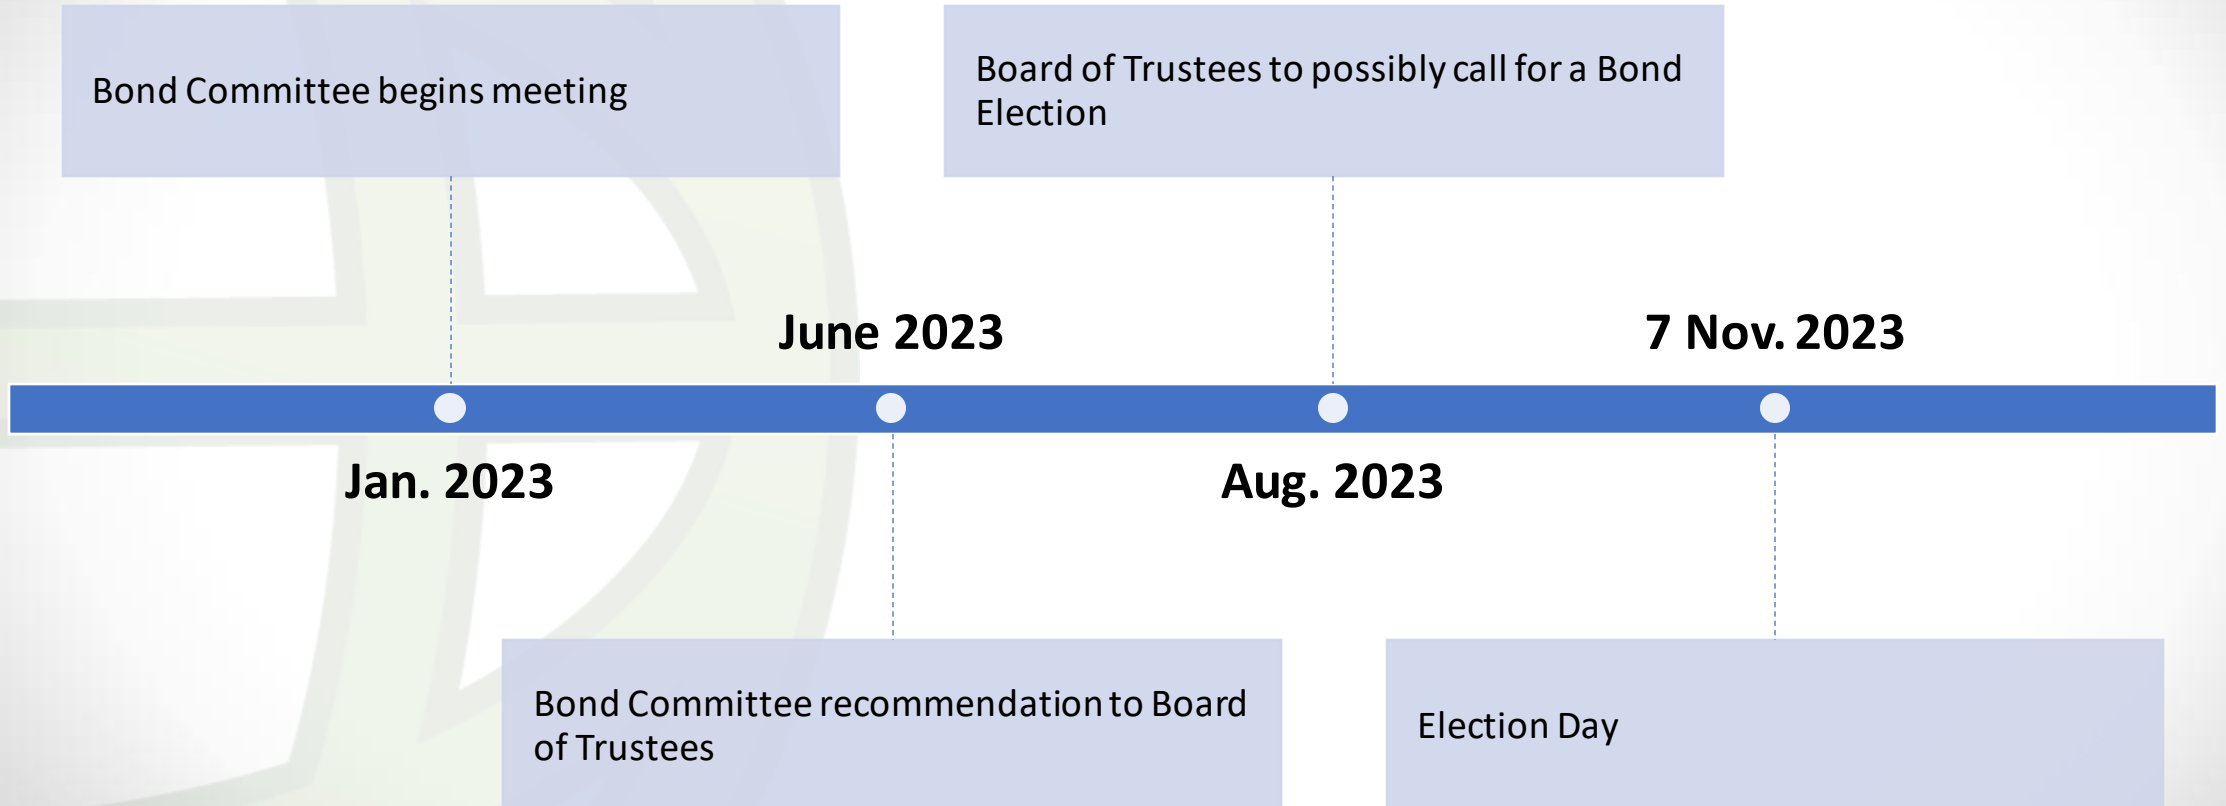 Bond Committee begins meeting
Board of Trustees to possibly call for a Bond
Election
June 2023
7 Nov. 2023
Jan. 2023
Aug. 2023
Bond Committee recommendation to Board
of Trustees
Election Day